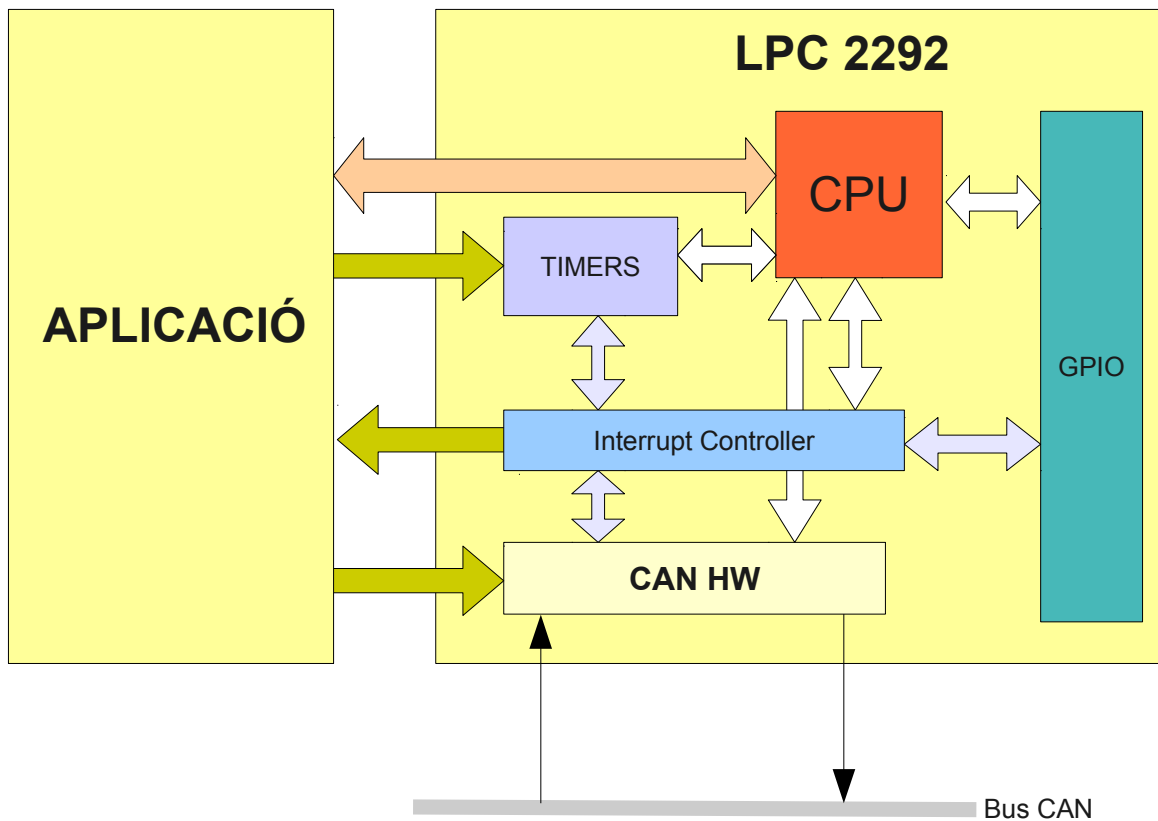 LPC 2292
CPU
TIMERS
APLICACIÓ
GPIO
Interrupt Controller
CAN HW
Bus CAN